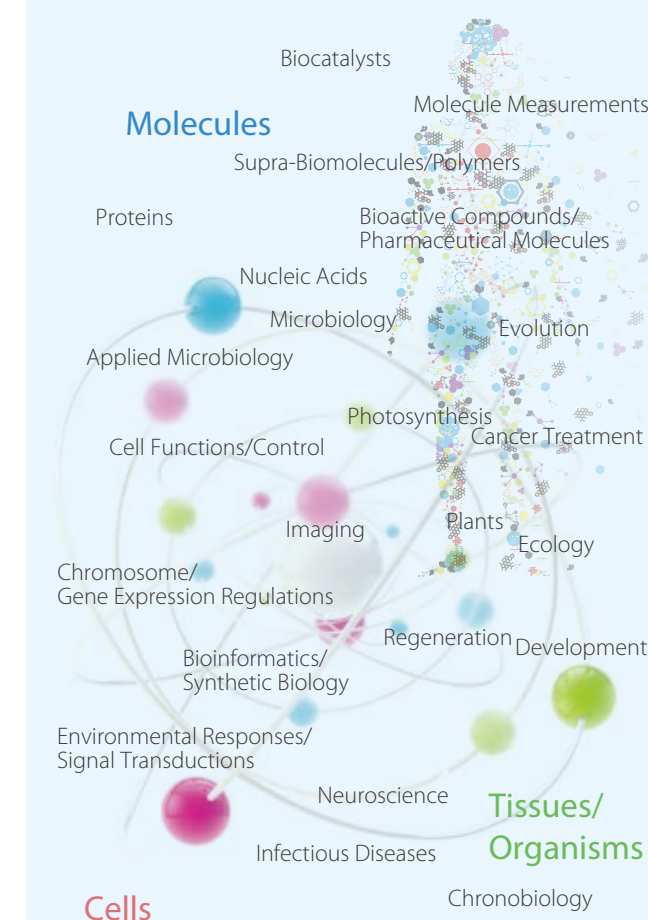 Biocatalysts
Molecule Measurements
Molecules
Supra-Biomolecules/Polymers
Proteins
Bioactive Compounds/
Pharmaceutical Molecules
Nucleic Acids
Microbiology
Evolution
Applied Microbiology
Photosynthesis
Cancer Treatment
Cell Functions/Control
Plants
Imaging
Ecology
Chromosome/
Gene Expression Regulations
Regeneration
Development
Bioinformatics/
Synthetic Biology
Environmental Responses/
Signal Transductions
Neuroscience
Tissues/
Organisms
Infectious Diseases
Chronobiology
Cells